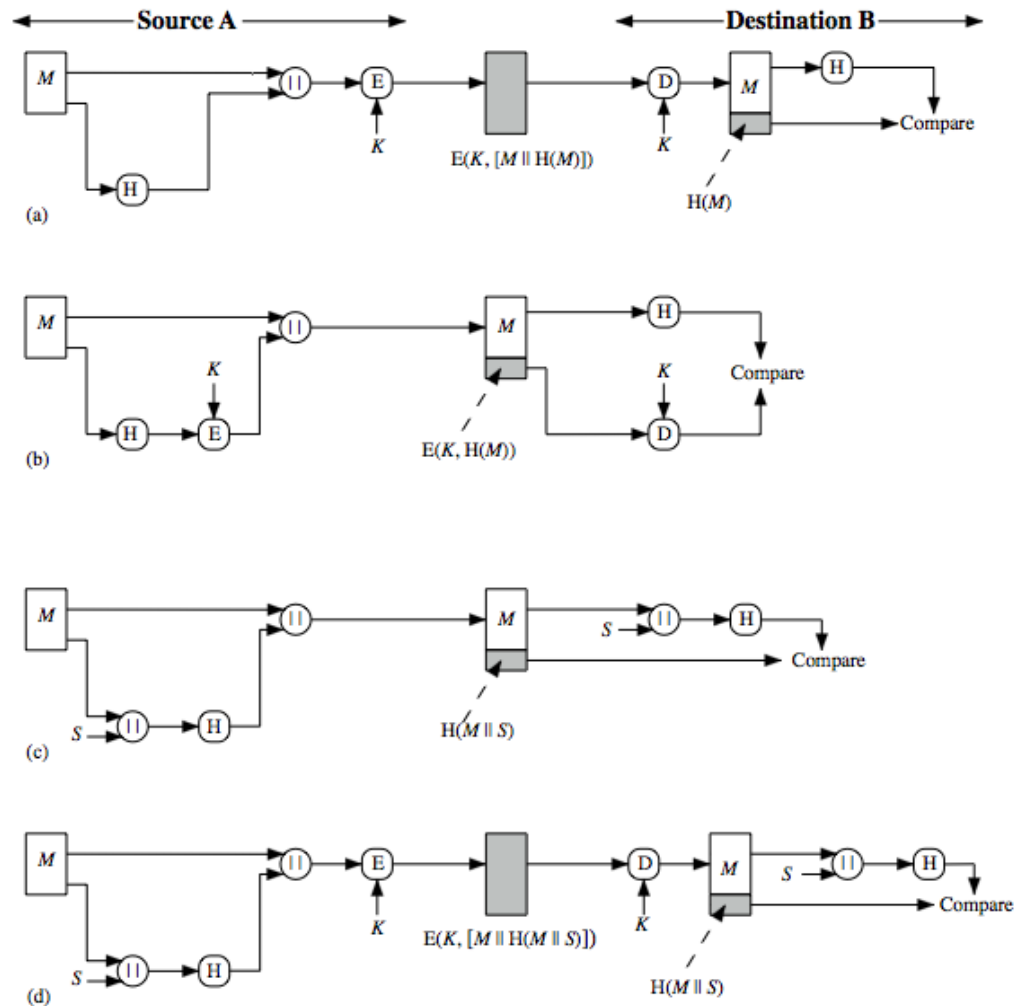 Source A
Destination B
M
||
E
D
M
H
K
K
Compare
E(K, [M || H(M)])
H
H(M)
(a)
M
||
M
H
K
K
Compare
H
E
D
E(K, H(M))
(b)
M
||
M
||
H
S
Compare
S
||
H
H(M || S)
(c)
M
||
E
D
M
||
H
S
K
K
Compare
E(K, [M || H(M || S)])
S
||
H
H(M || S)
(d)